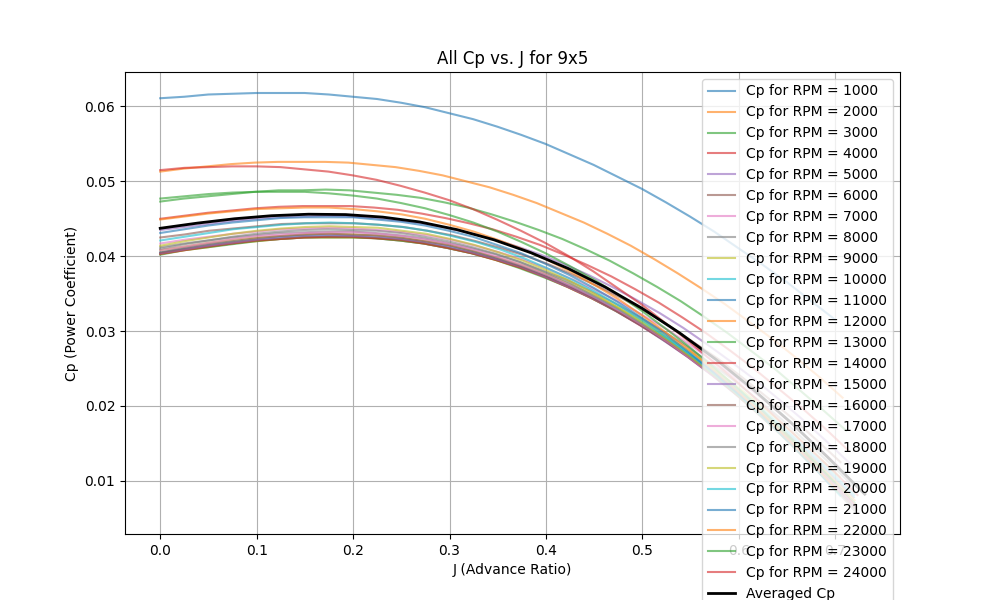 All Cp vs. J for 9x5
Cp (Power Coefficient)
0.06
0.05
0.04
0.03
0.02
0.01
0.0
0.1
0.2
0.3
0.4
0.5
0.6
0.7
J (Advance Ratio)
Cp for RPM = 1000
Cp for RPM = 2000
Cp for RPM = 3000
Cp for RPM = 4000
Cp for RPM = 5000
Cp for RPM = 6000
Cp for RPM = 7000
Cp for RPM = 8000
Cp for RPM = 9000
Cp for RPM = 10000
Cp for RPM = 11000
Cp for RPM = 12000
Cp for RPM = 13000
Cp for RPM = 14000
Cp for RPM = 15000
Cp for RPM = 16000
Cp for RPM = 17000
Cp for RPM = 18000
Cp for RPM = 19000
Cp for RPM = 20000
Cp for RPM = 21000
Cp for RPM = 22000
Cp for RPM = 23000
Cp for RPM = 24000
Averaged Cp